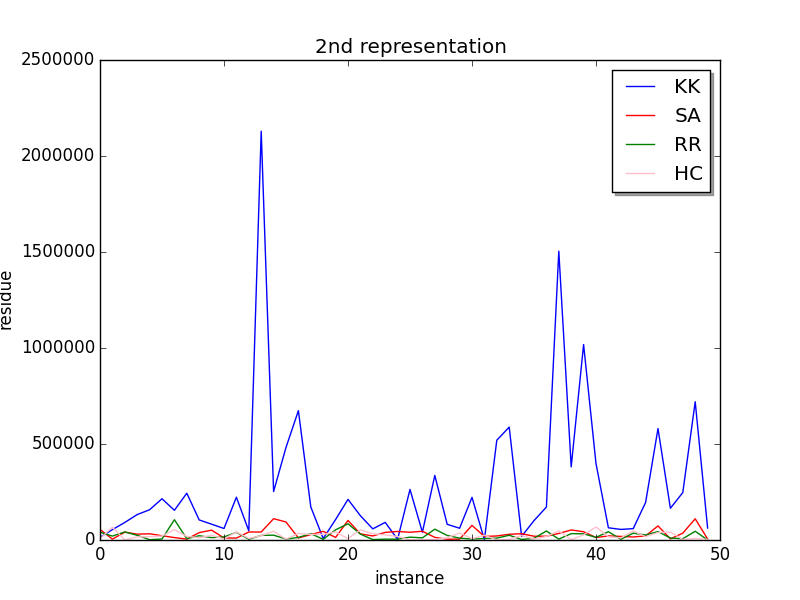 2nd representation
2500000
2000000
1500000
1000000
500000
0
residue
KK
SA
RR
HC
0 10 20 30 40 50
instance